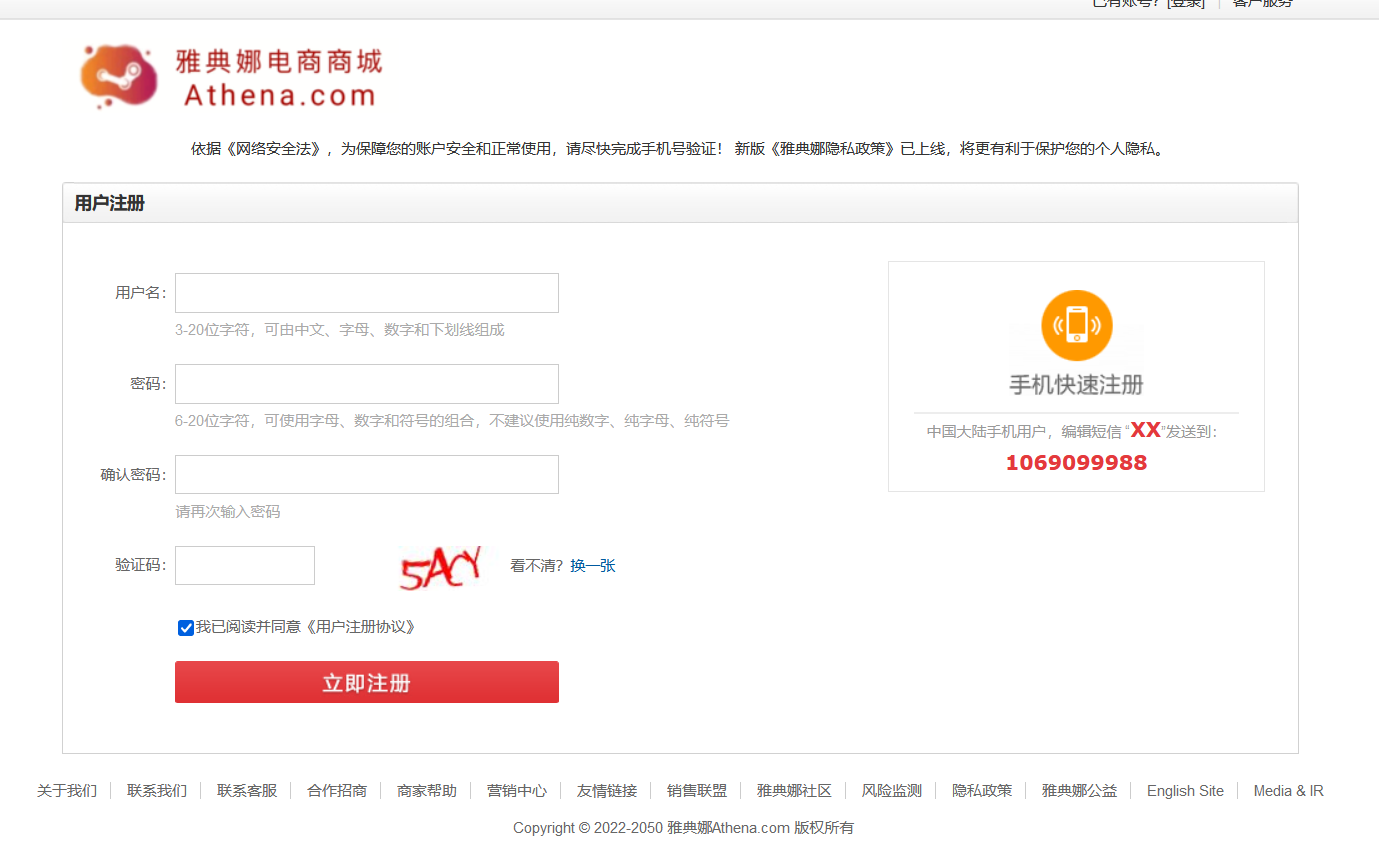 已有账号？[登录] 客户服务
雅典娜电商商城
Athena.com
依据《网络安全法》，为保障您的账户安全和正常使用，请尽快完成手机号验证！ 新版《雅典娜隐私政策》已上线，将更有利于保护您的个人隐私。
用户注册
用户名：
3-20位字符，可由中文、字母、数字和下划线组成
密码：
6-20位字符，可使用字母、数字和符号的组合，不建议使用纯数字、纯字母、纯符号
确认密码：
请再次输入密码
验证码： 5ACY 看不清？换一张
我已阅读并同意《用户注册协议》
立即注册
手机快速注册
中国大陆手机用户，编辑短信 “XX”发送到：
1069099988
关于我们 联系我们 联系客服 合作招商 商家帮助 营销中心 友情链接 销售联盟 雅典娜社区 风险监测 隐私政策 雅典娜公益 English Site Media & IR
Copyright © 2022-2050 雅典娜Athena.com 版权所有